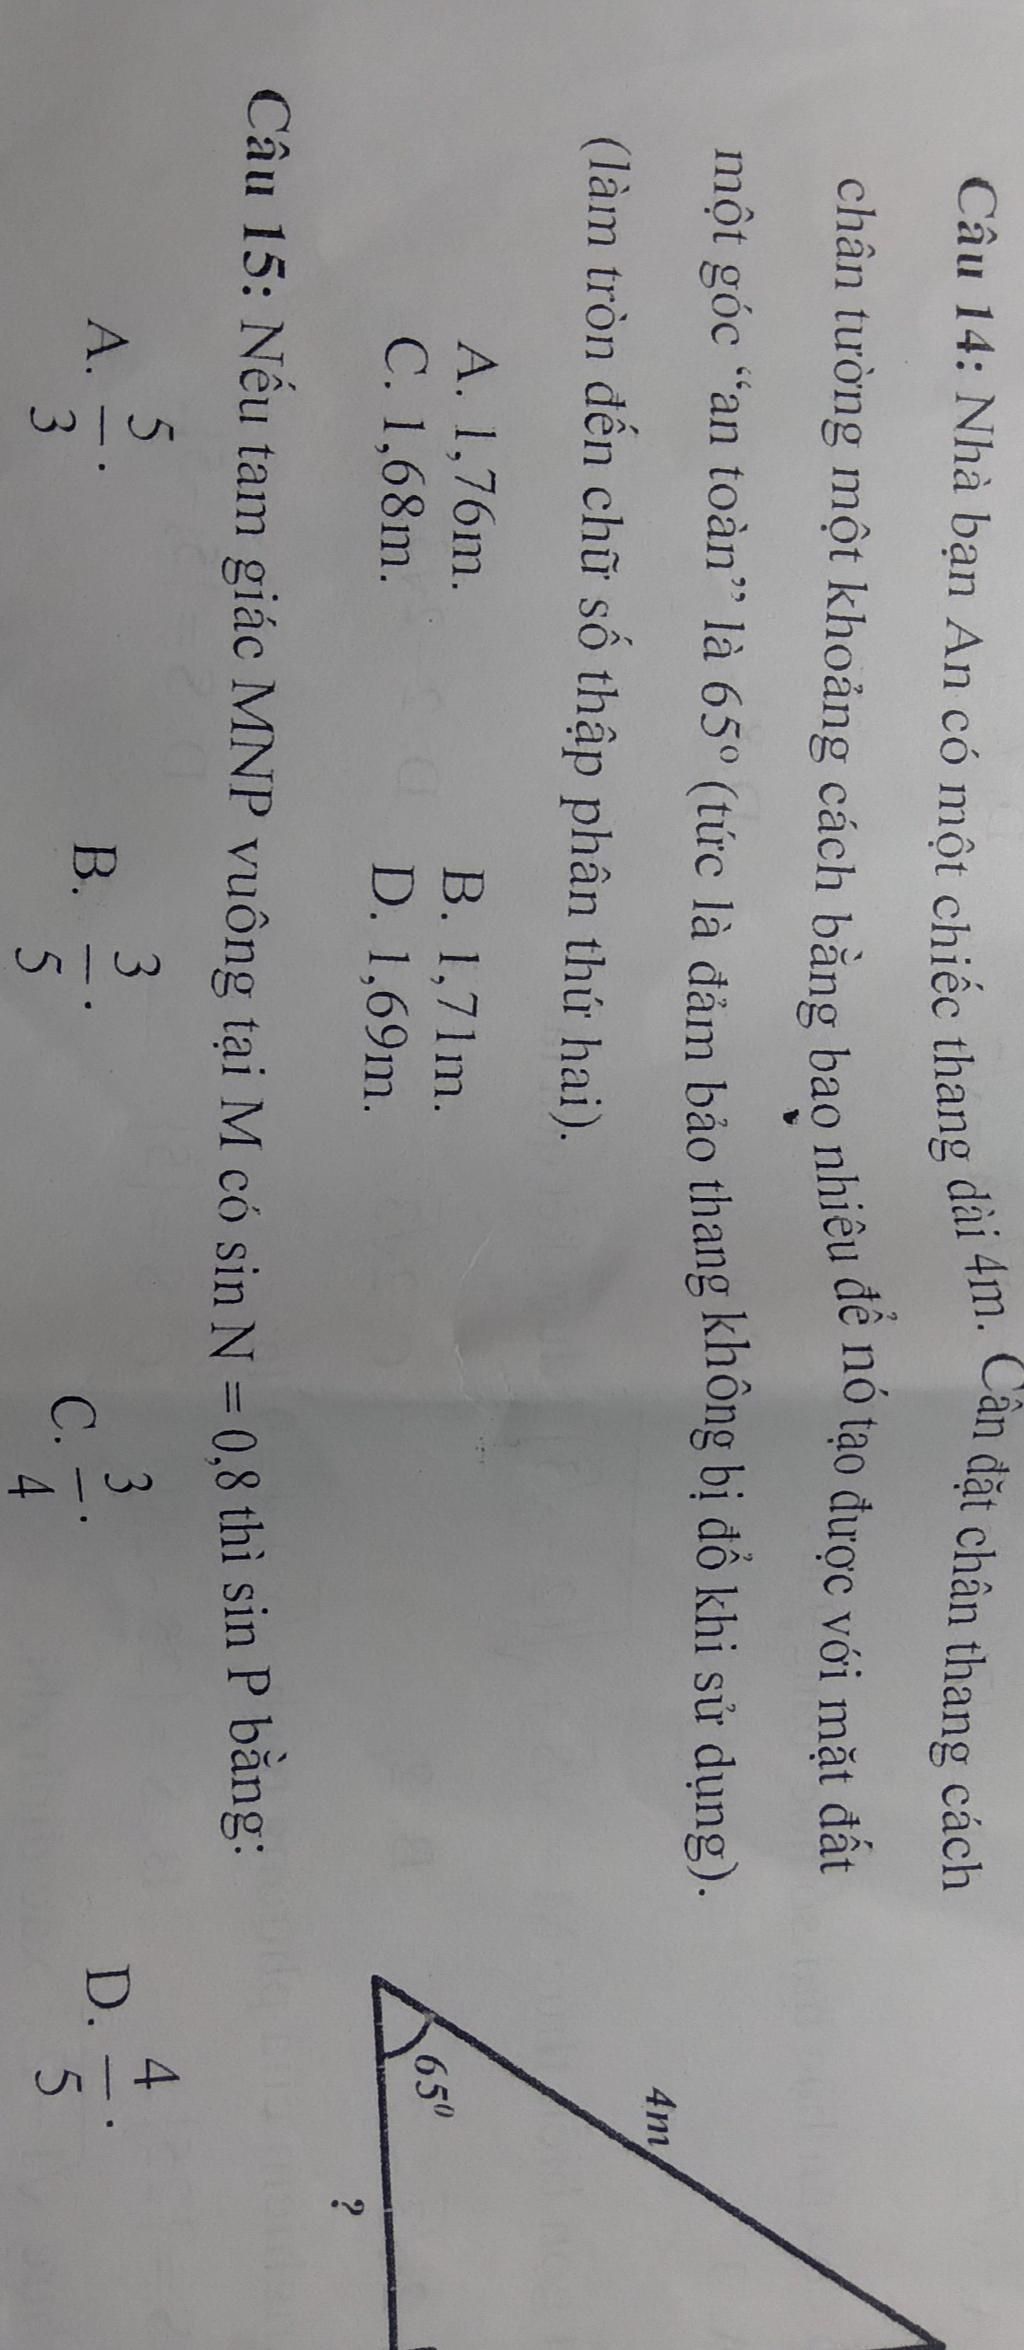 Câu 14: Nhà bạn An có một chiếc thang dài 4m. Cần đặt chân thang cách
chân tường một khoảng cách bằng bao nhiêu để nó tạo được với mặt đất
một góc “an toàn” là 65⁰ (tức là đảm bảo thang không bị đổ khi sử dụng).
(làm tròn đến chữ số thập phân thứ hai).
4m
65⁰
?
A. 1,76m. B. 1,71m.
C. 1,68m. D. 1,69m.
Câu 15: Nếu tam giác MNP vuông tại M có sin N = 0,8 thì sin P bằng:
A. 5/3. B. 3/5. C. 3/4. D. 4/5.